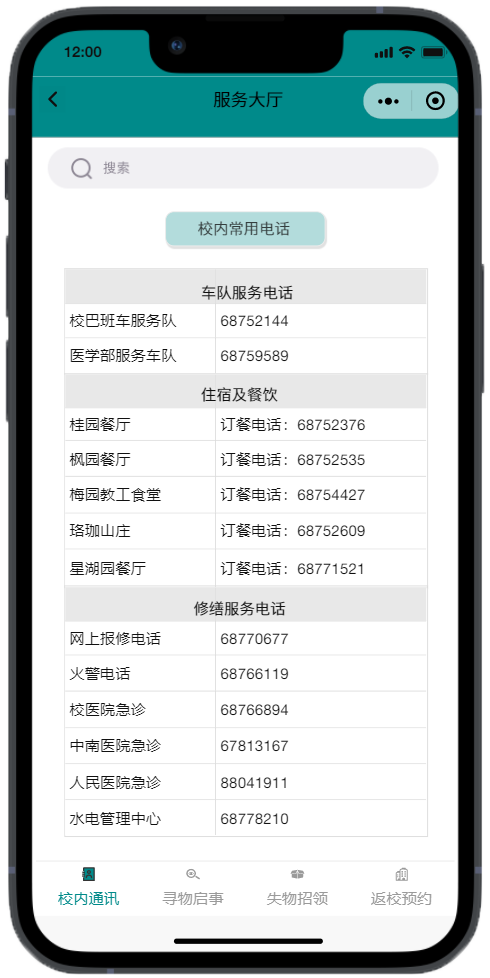 12:00
服务大厅
搜索
校内常用电话
车队服务电话
校巴班车服务队 68752144
医学部服务车队 68759589
住宿及餐饮
桂园餐厅 订餐电话：68752376
枫园餐厅 订餐电话：68752535
梅园教工食堂 订餐电话：68754427
珞珈山庄 订餐电话：68752609
星湖园餐厅 订餐电话：68771521
修缮服务电话
网上报修电话 68770677
火警电话 68766119
校医院急诊 68766894
中南医院急诊 67813167
人民医院急诊 88041911
水电管理中心 68778210
校内通讯 寻物启事 失物招领 返校预约